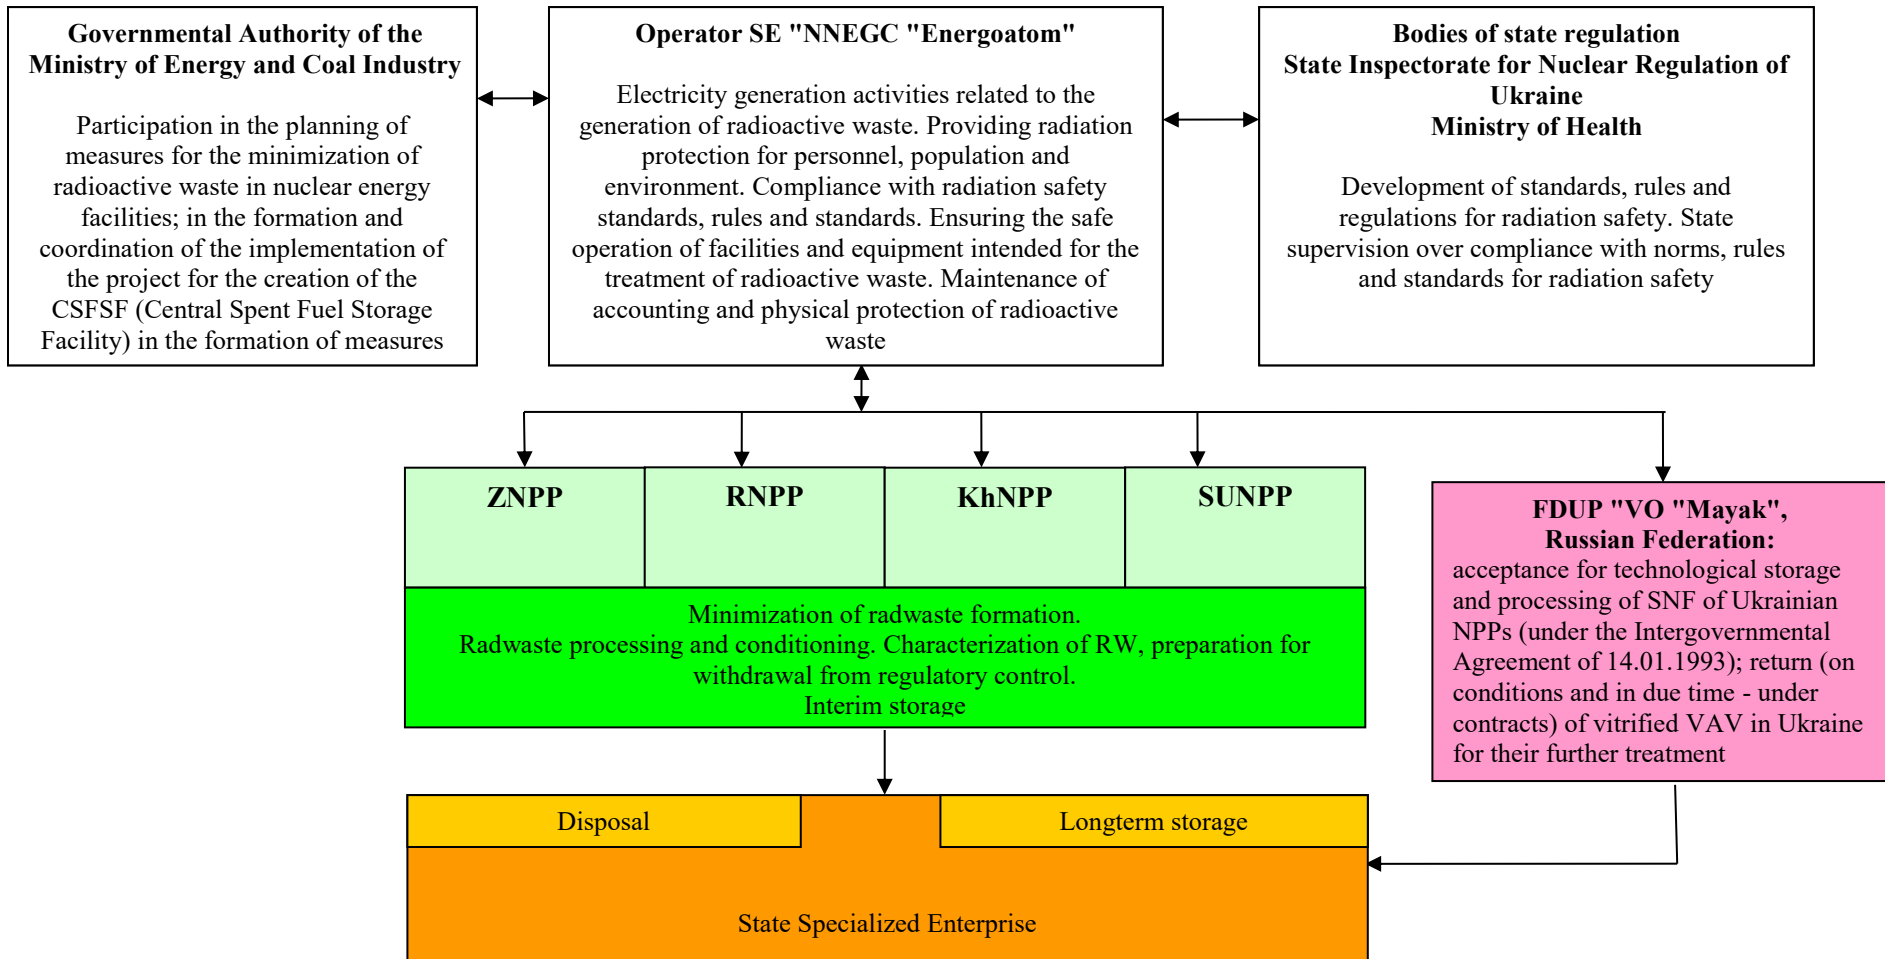 Governmental Authority of the
Ministry of Energy and Coal Industry
Participation in the planning of
measures for the minimization of
radioactive waste in nuclear energy
facilities; in the formation and
coordination of the implementation of
the project for the creation of the
CSFSF (Central Spent Fuel Storage
Facility) in the formation of measures
Operator SE "NNEGC "Energoatom"
Electricity generation activities related to the
generation of radioactive waste. Providing radiation
protection for personnel, population and
environment. Compliance with radiation safety
standards, rules and standards. Ensuring the safe
operation of facilities and equipment intended for the
treatment of radioactive waste. Maintenance of
accounting and physical protection of radioactive
waste
Bodies of state regulation
State Inspectorate for Nuclear Regulation of
Ukraine
Ministry of Health
Development of standards, rules and
regulations for radiation safety. State
supervision over compliance with norms, rules
and standards for radiation safety
ZNPP
RNPP
KhNPP
SUNPP
Minimization of radwaste formation.
Radwaste processing and conditioning. Characterization of RW, preparation for
withdrawal from regulatory control.
Interim storage
FDUP "VO "Mayak",
Russian Federation:
acceptance for technological storage
and processing of SNF of Ukrainian
NPPs (under the Intergovernmental
Agreement of 14.01.1993); return (on
conditions and in due time - under
contracts) of vitrified VAV in Ukraine
for their further treatment
Disposal
Longterm storage
State Specialized Enterprise